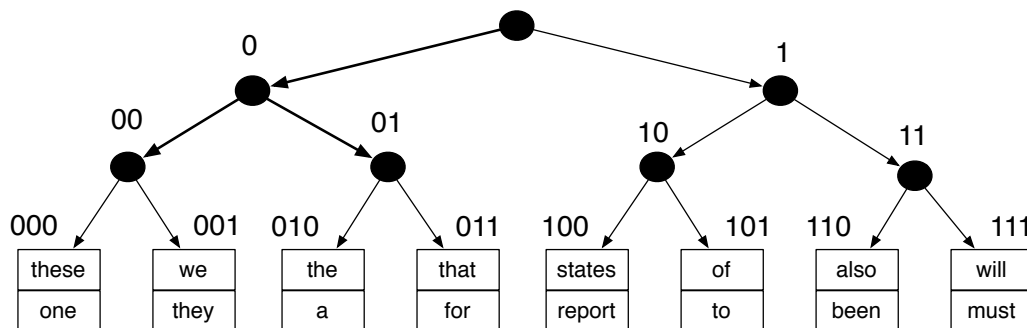 0 1
00 01 10 11
000 001 010 011 100 101 110 111
these we the that states of also will
one they a for report to been must